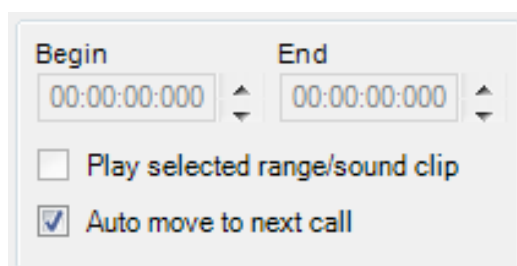 Begin End
00:00:00:000 00:00:00:000
Play selected range/sound clip
Auto move to next call